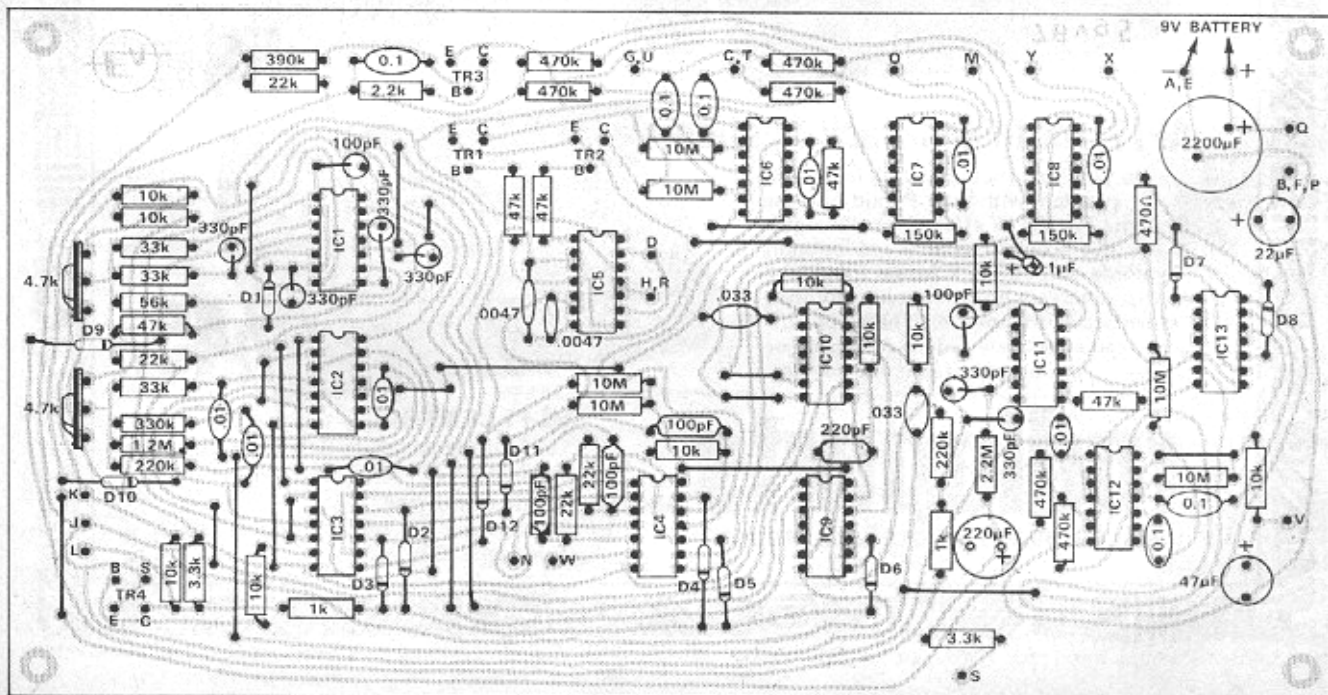 9V BATTERY
390k
0.1
E C
470k
G,U
C,T
470k
O
M
Y
X
− +
A,E
22k
2.2k
TR3
B
470k
0.1
0.1
470k
2200µF
+
Q
100pF
E C
TR1
B
E C
TR2
B
10M
IC6
.01
47k
IC7
.01
IC8
.01
B,F,P
10k
10k
330pF
IC1
330pF
47k
47k
10M
470Ω
+
22µF
33k
330pF
D
150k
150k
4.7k
33k
D1
330pF
IC5
H,R
10k
+
1µF
D7
56k
.0047
.0047
.033
10k
100pF
D9
47k
IC10
10k
10k
IC11
IC13
D8
22k
IC2
33k
.01
10M
330pF
10M
4.7k
330k
.01
10M
.033
47k
1.2M
.01
100pF
220pF
220k
2.2M
330pF
.01
220k
.01
D11
10k
10k
D10
D12
100pF
22k
22k
100pF
470k
IC12
10M
K
IC3
IC4
IC9
470k
0.1
J
D2
1k
220µF
+
0.1
V
L
N
W
+
47µF
B S
TR4
E C
10k
3.3k
10k
D3
1k
D4
D5
D6
3.3k
S